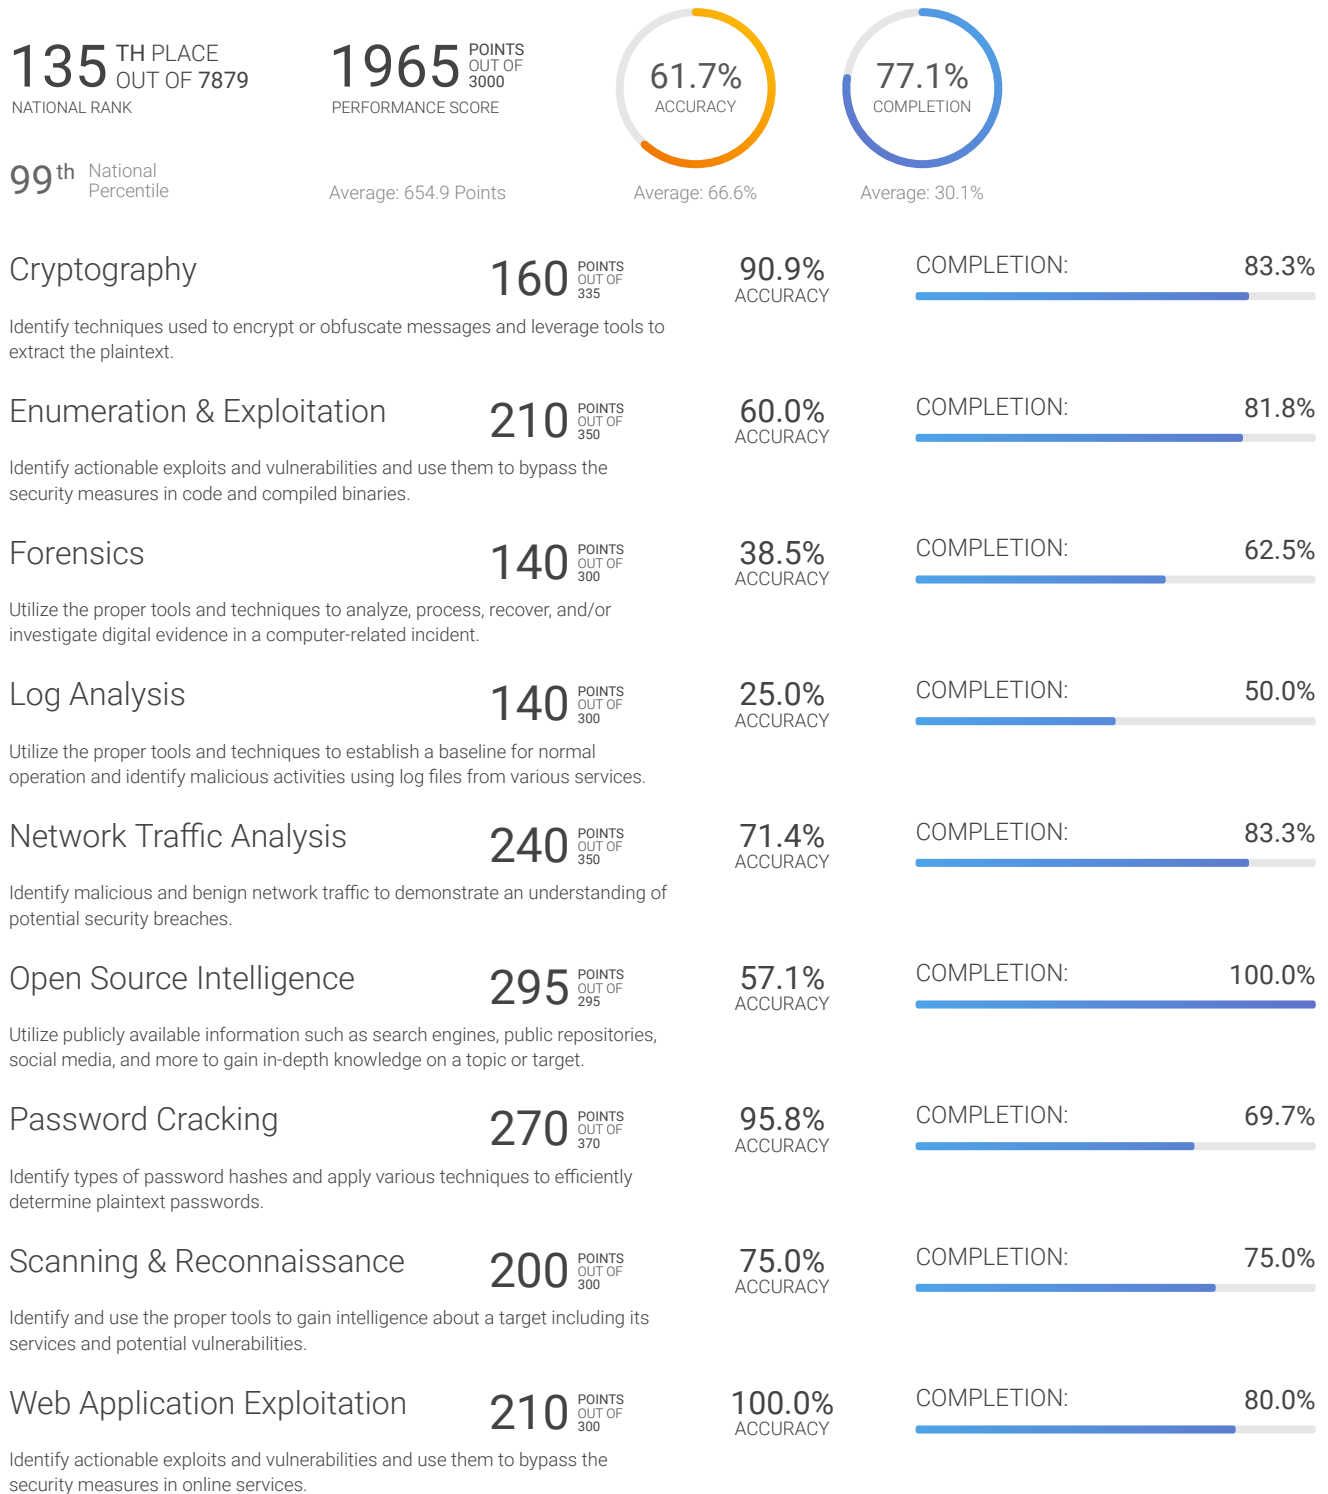 135 TH PLACE
OUT OF 7879
NATIONAL RANK
99th National
Percentile
1965 POINTS
OUT OF
3000
PERFORMANCE SCORE
Average: 654.9 Points
61.7%
ACCURACY
Average: 66.6%
77.1%
COMPLETION
Average: 30.1%
Cryptography
160 POINTS
OUT OF
335
90.9%
ACCURACY
COMPLETION: 83.3%
Identify techniques used to encrypt or obfuscate messages and leverage tools to
extract the plaintext.
Enumeration & Exploitation
210 POINTS
OUT OF
350
60.0%
ACCURACY
COMPLETION: 81.8%
Identify actionable exploits and vulnerabilities and use them to bypass the
security measures in code and compiled binaries.
Forensics
140 POINTS
OUT OF
300
38.5%
ACCURACY
COMPLETION: 62.5%
Utilize the proper tools and techniques to analyze, process, recover, and/or
investigate digital evidence in a computer-related incident.
Log Analysis
140 POINTS
OUT OF
300
25.0%
ACCURACY
COMPLETION: 50.0%
Utilize the proper tools and techniques to establish a baseline for normal
operation and identify malicious activities using log files from various services.
Network Traffic Analysis
240 POINTS
OUT OF
350
71.4%
ACCURACY
COMPLETION: 83.3%
Identify malicious and benign network traffic to demonstrate an understanding of
potential security breaches.
Open Source Intelligence
295 POINTS
OUT OF
295
57.1%
ACCURACY
COMPLETION: 100.0%
Utilize publicly available information such as search engines, public repositories,
social media, and more to gain in-depth knowledge on a topic or target.
Password Cracking
270 POINTS
OUT OF
370
95.8%
ACCURACY
COMPLETION: 69.7%
Identify types of password hashes and apply various techniques to efficiently
determine plaintext passwords.
Scanning & Reconnaissance
200 POINTS
OUT OF
300
75.0%
ACCURACY
COMPLETION: 75.0%
Identify and use the proper tools to gain intelligence about a target including its
services and potential vulnerabilities.
Web Application Exploitation
210 POINTS
OUT OF
300
100.0%
ACCURACY
COMPLETION: 80.0%
Identify actionable exploits and vulnerabilities and use them to bypass the
security measures in online services.